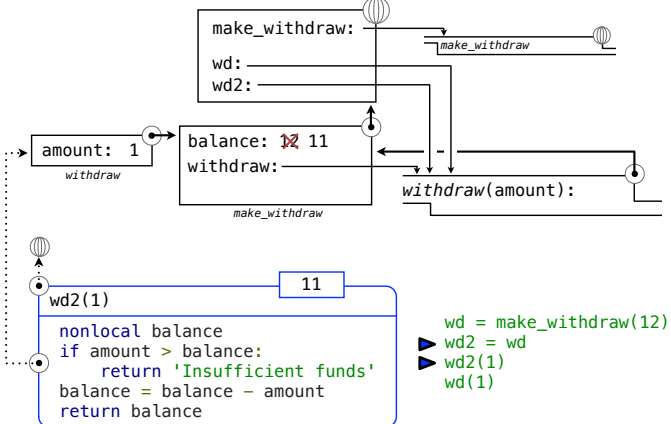 make_withdraw:
make_withdraw
wd:
wd2:
amount: 1
withdraw
balance: 12 11
withdraw:
make_withdraw
withdraw(amount):
11
wd2(1)
nonlocal balance
if amount > balance:
return 'Insufficient funds'
balance = balance − amount
return balance
wd = make_withdraw(12)
wd2 = wd
wd2(1)
wd(1)